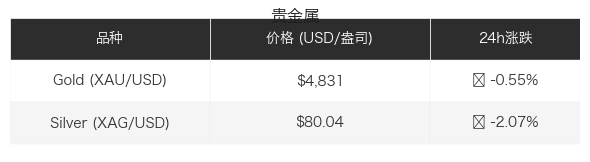 贵金属
品种 价格 (USD/盎司) 24h涨跌
Gold (XAU/USD) $4,831 -0.55%
Silver (XAG/USD) $80.04 -2.07%